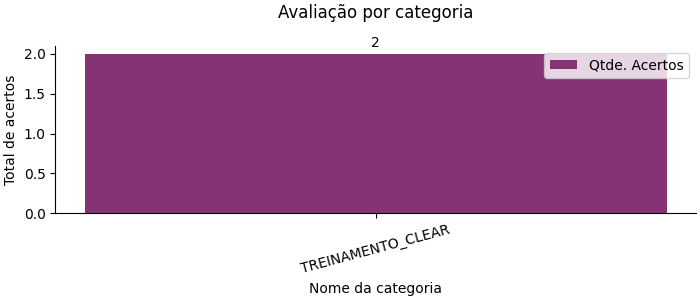 Avaliação por categoria
2
Qtde. Acertos
Total de acertos
2.0
1.5
1.0
0.5
0.0
TREINAMENTO_CLEAR
Nome da categoria